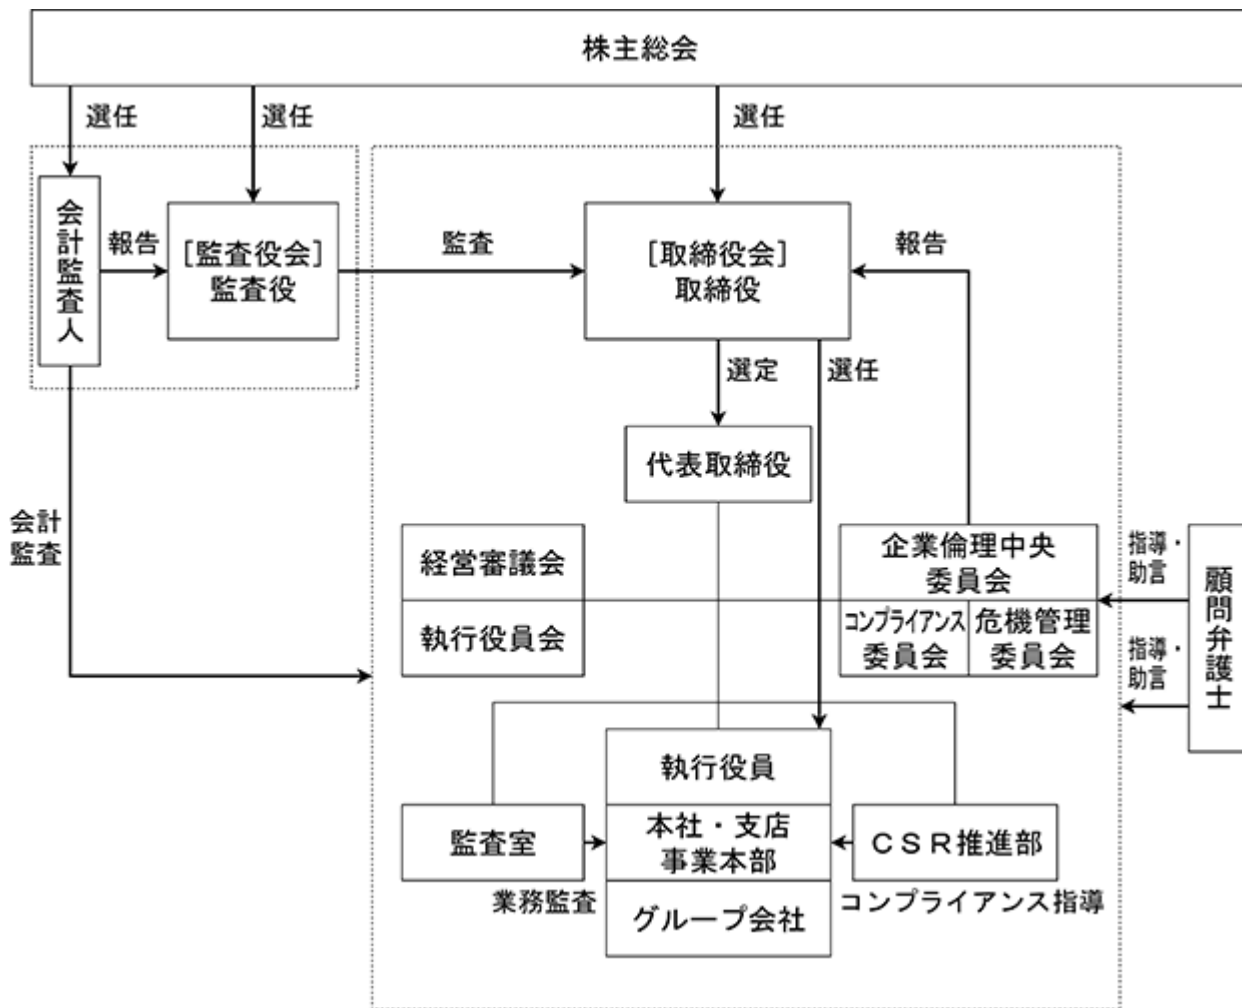 株主総会
選任
選任
選任
会計監査人
報告
［監査役会］
監査役
監査
［取締役会］
取締役
報告
選定
選任
代表取締役
会計
監査
経営審議会
執行役員会
企業倫理中央
委員会
コンプライアンス
委員会
危機管理
委員会
指導・
助言
指導・
助言
顧問弁護士
執行役員
監査室
本社・支店
事業本部
ＣＳＲ推進部
業務監査
コンプライアンス指導
グループ会社